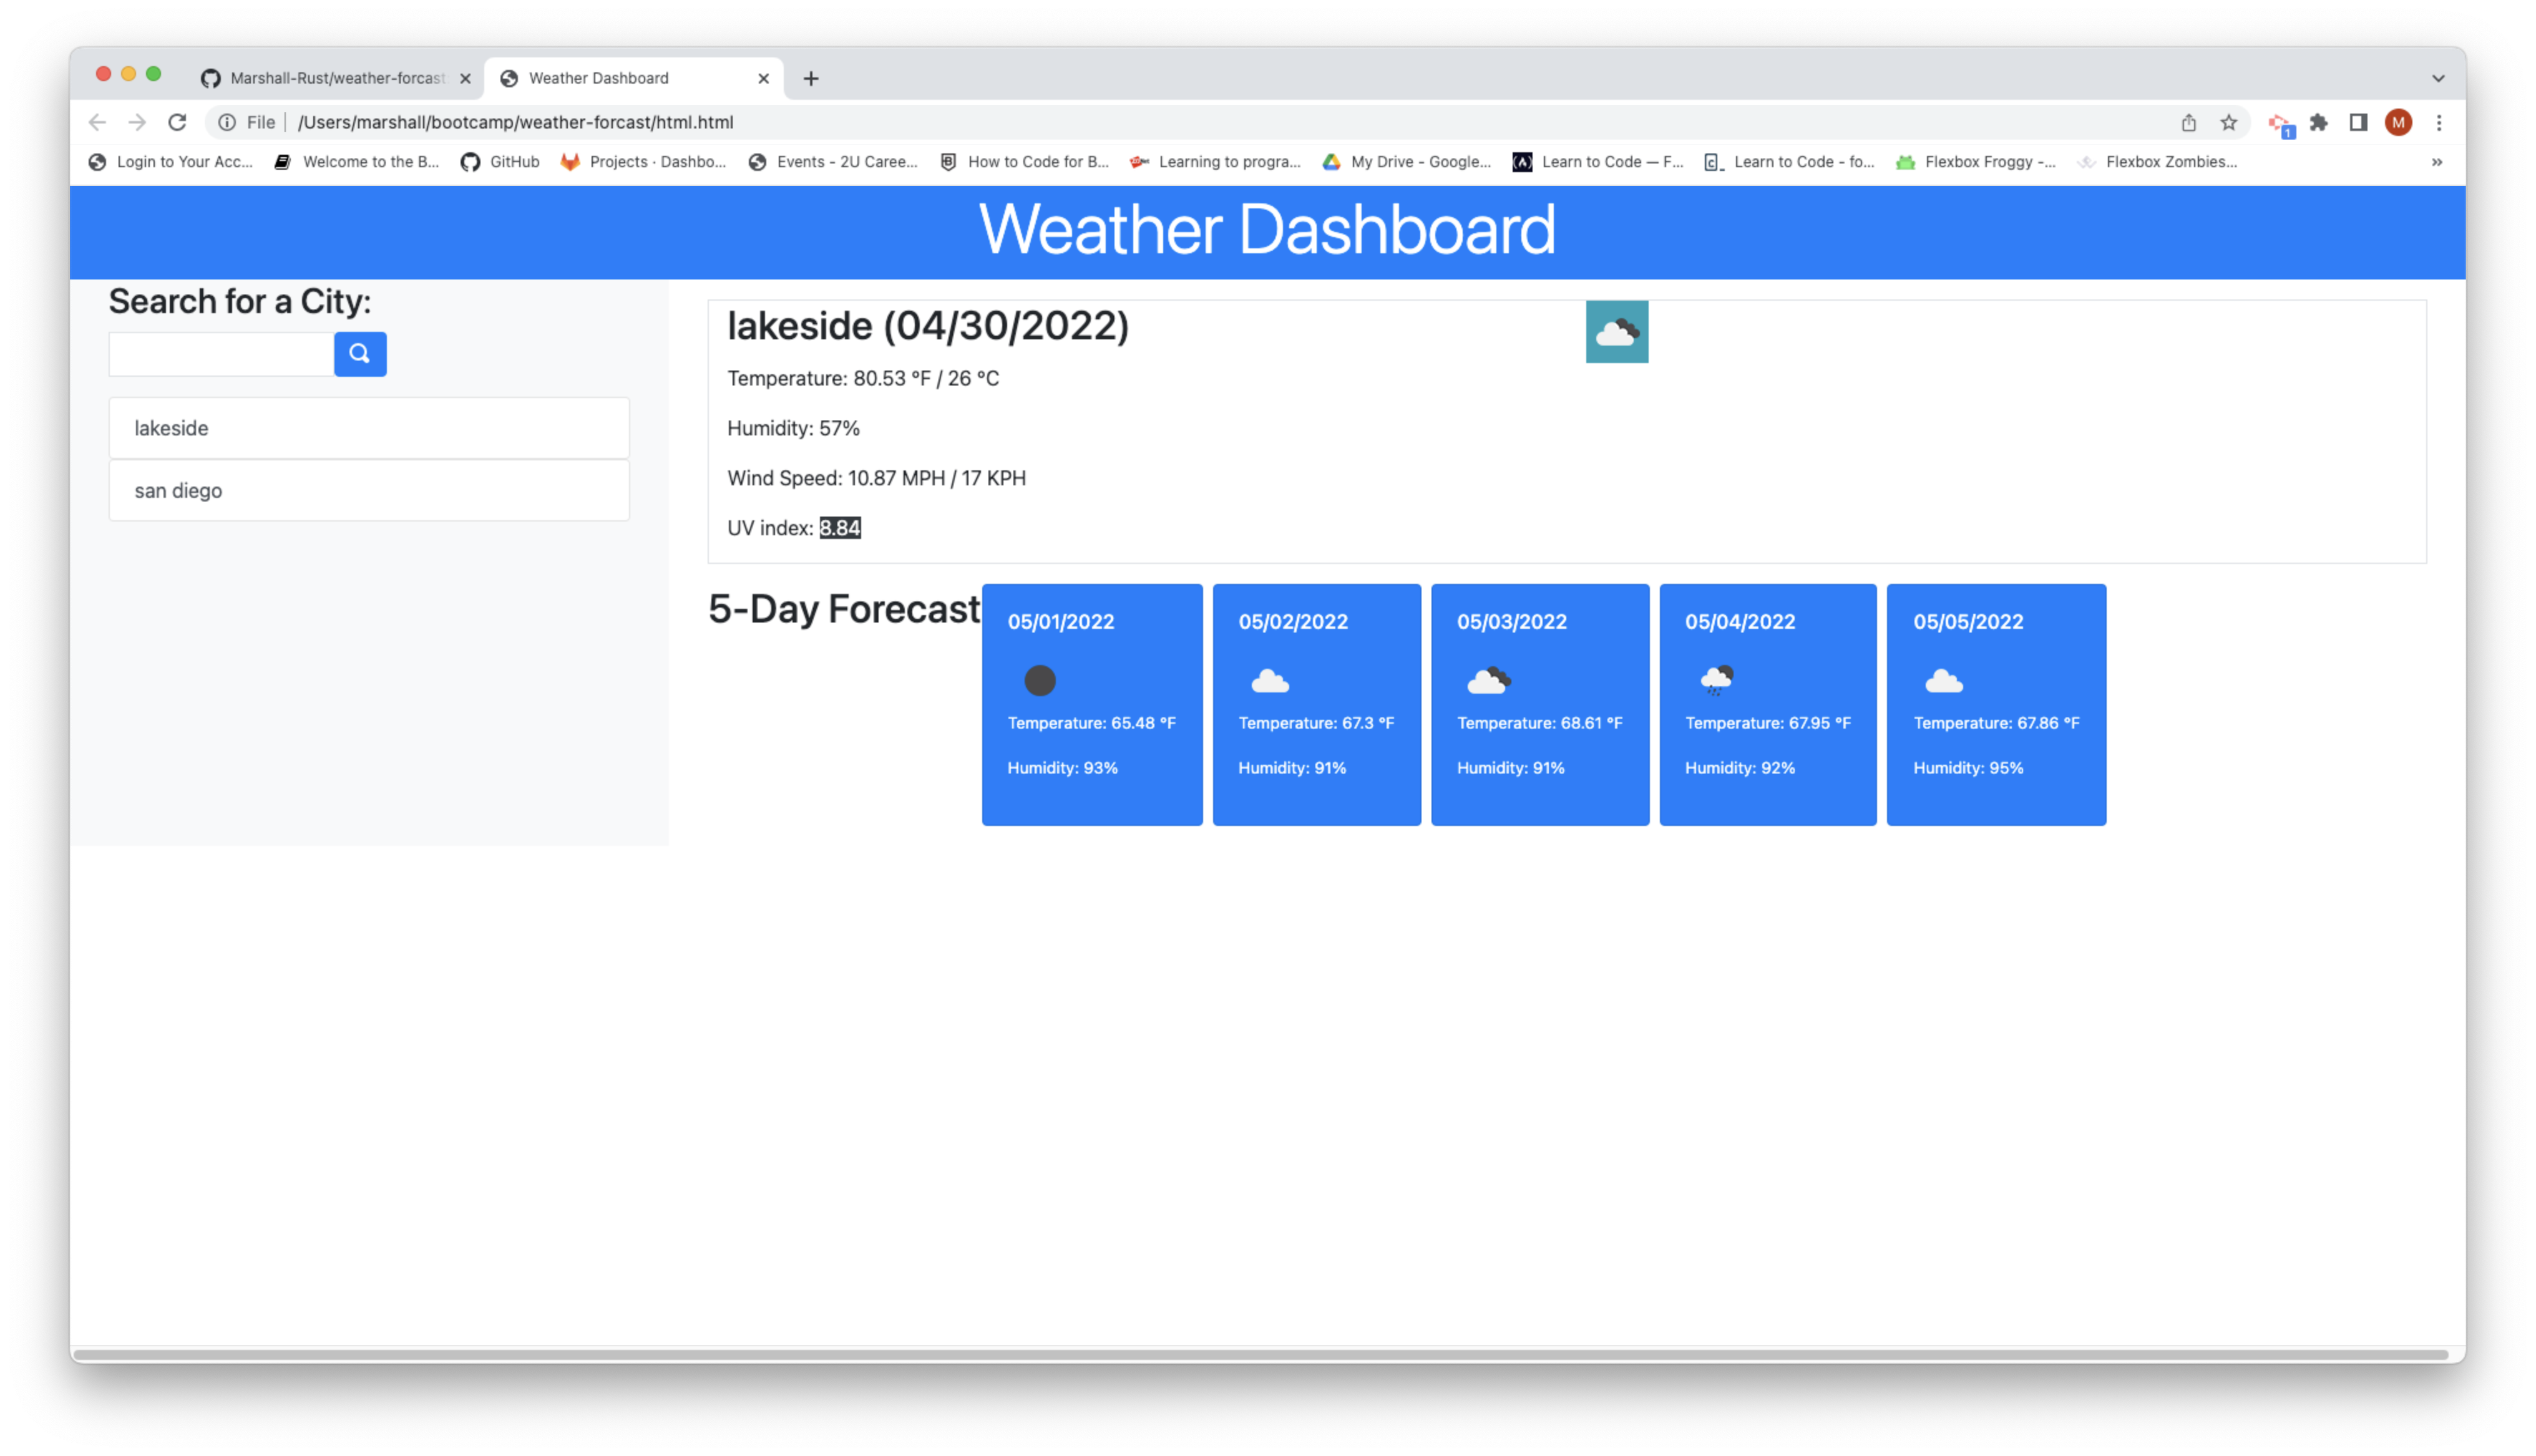 Marshall-Rust/weather-forcast
Weather Dashboard
File /Users/marshall/bootcamp/weather-forcast/html.html
1
M
Login to Your Acc... Welcome to the B... GitHub Projects · Dashbo... Events - 2U Caree... How to Code for B... Learning to progra... My Drive - Google... Learn to Code — F... Learn to Code - fo... Flexbox Froggy -... Flexbox Zombies... »
Weather Dashboard
Search for a City:
lakeside
san diego
lakeside (04/30/2022)
Temperature: 80.53 °F / 26 °C
Humidity: 57%
Wind Speed: 10.87 MPH / 17 KPH
UV index: 8.84
5-Day Forecast
05/01/2022
Temperature: 65.48 °F
Humidity: 93%
05/02/2022
Temperature: 67.3 °F
Humidity: 91%
05/03/2022
Temperature: 68.61 °F
Humidity: 91%
05/04/2022
Temperature: 67.95 °F
Humidity: 92%
05/05/2022
Temperature: 67.86 °F
Humidity: 95%